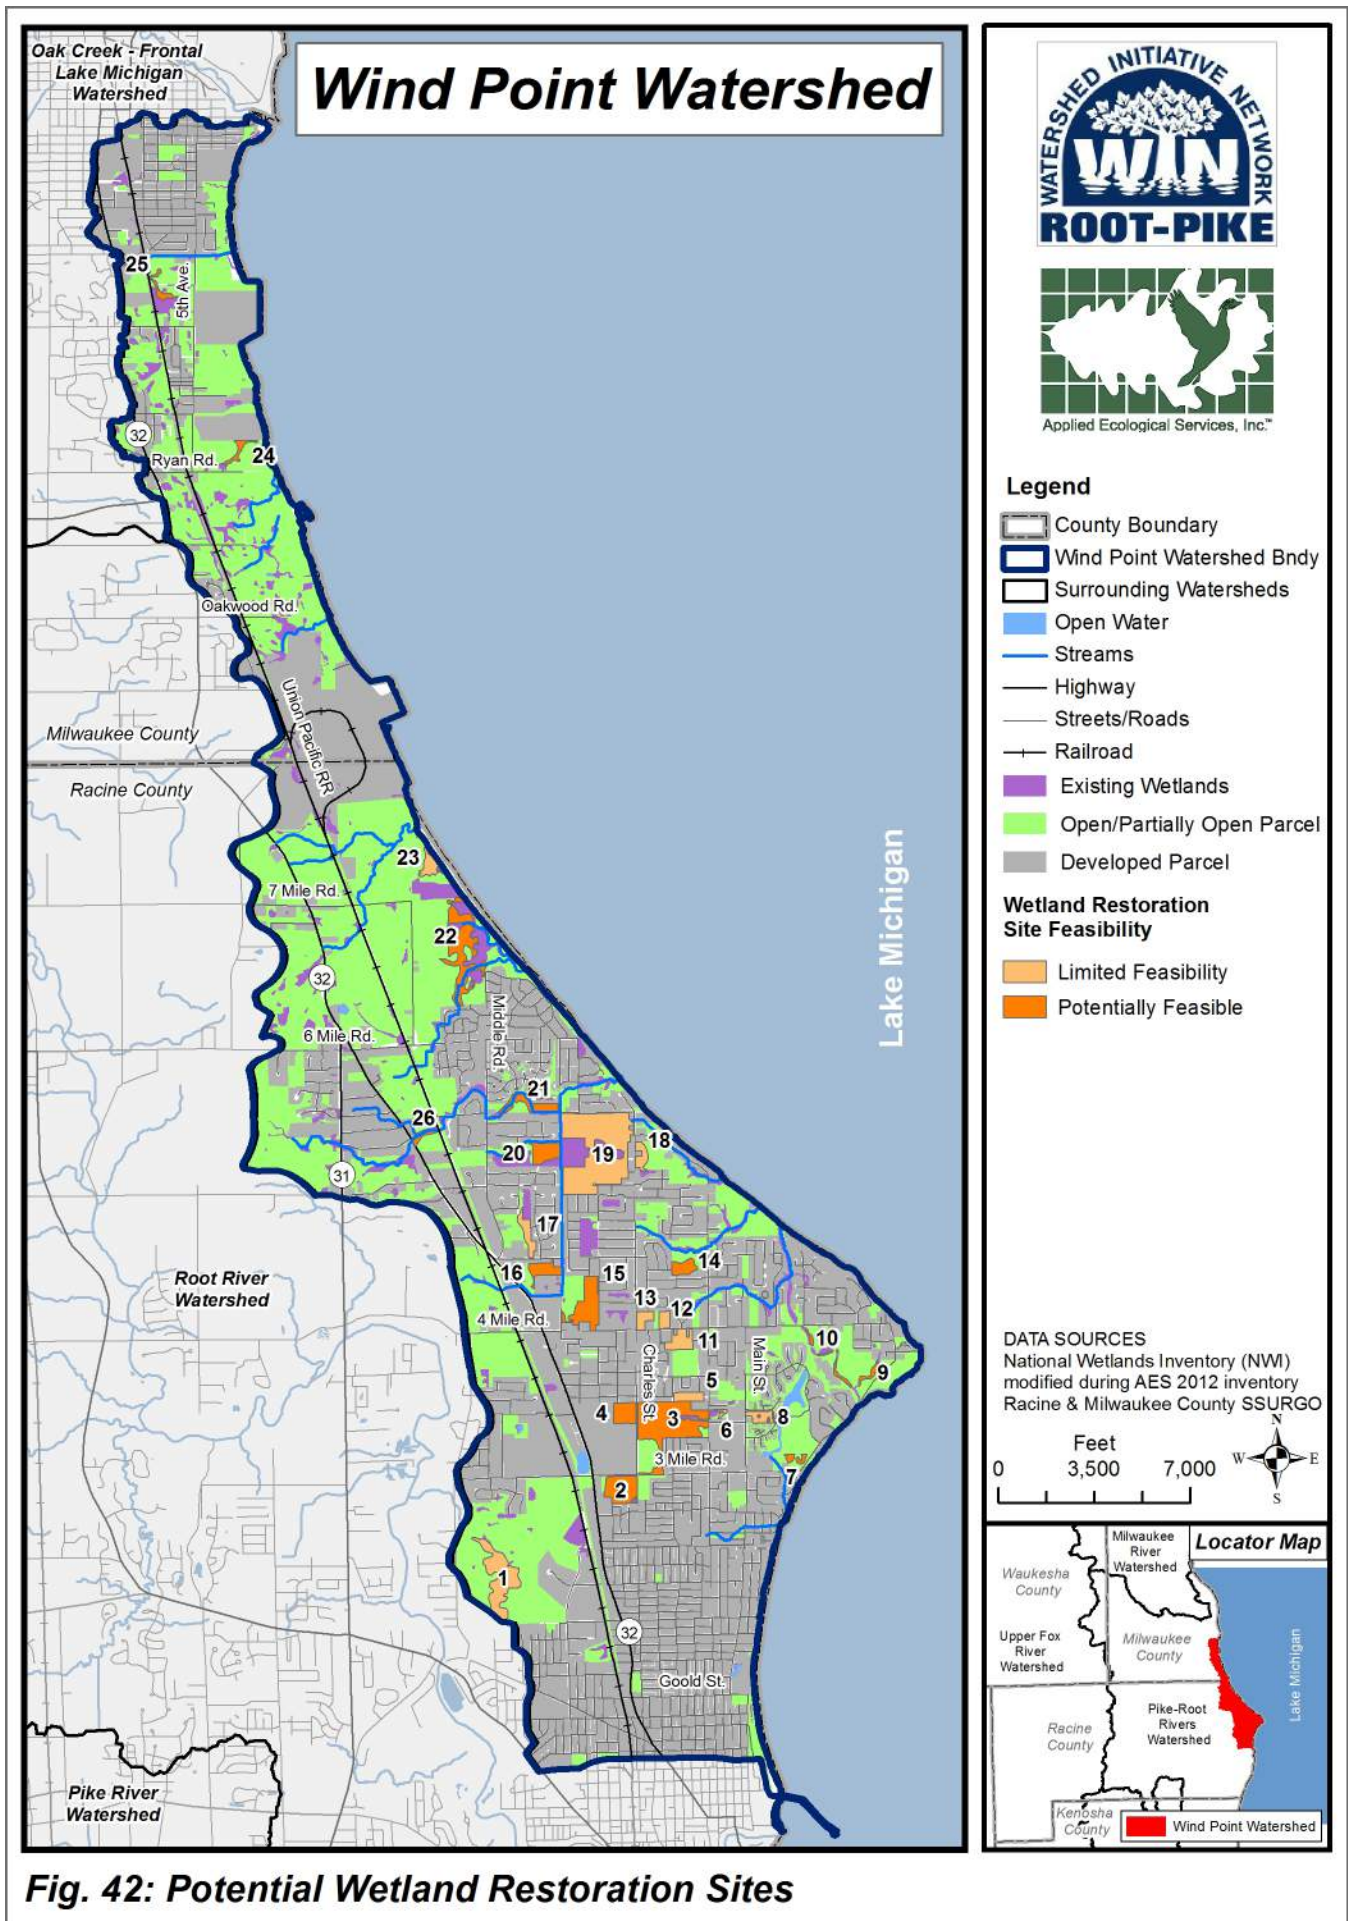 Oak Creek - Frontal
Lake Michigan
Watershed
Wind Point Watershed
25
5th Ave.
32
Ryan Rd.
24
Oakwood Rd.
Union Pacific RR
Milwaukee County
Racine County
23
7 Mile Rd.
22
32
Middle Rd.
6 Mile Rd.
Lake Michigan
21
26
18
20
19
31
17
14
16
15
Root River
Watershed
13
12
4 Mile Rd.
11
10
Main St.
Charles St.
9
5
4
3
8
6
3 Mile Rd.
7
2
1
32
Goold St.
Pike River
Watershed
WATERSHED INITIATIVE NETWORK
WIN
ROOT-PIKE
Applied Ecological Services, Inc.™
Legend
County Boundary
Wind Point Watershed Bndy
Surrounding Watersheds
Open Water
Streams
Highway
Streets/Roads
Railroad
Existing Wetlands
Open/Partially Open Parcel
Developed Parcel
Wetland Restoration
Site Feasibility
Limited Feasibility
Potentially Feasible
DATA SOURCES
National Wetlands Inventory (NWI)
modified during AES 2012 inventory
Racine & Milwaukee County SSURGO
Feet
0 3,500 7,000
N
W E
S
Locator Map
Milwaukee
River
Watershed
Waukesha
County
Upper Fox
River
Watershed
Milwaukee
County
Lake Michigan
Pike-Root
Rivers
Watershed
Racine
County
Kenosha
County
Wind Point Watershed
Fig. 42: Potential Wetland Restoration Sites